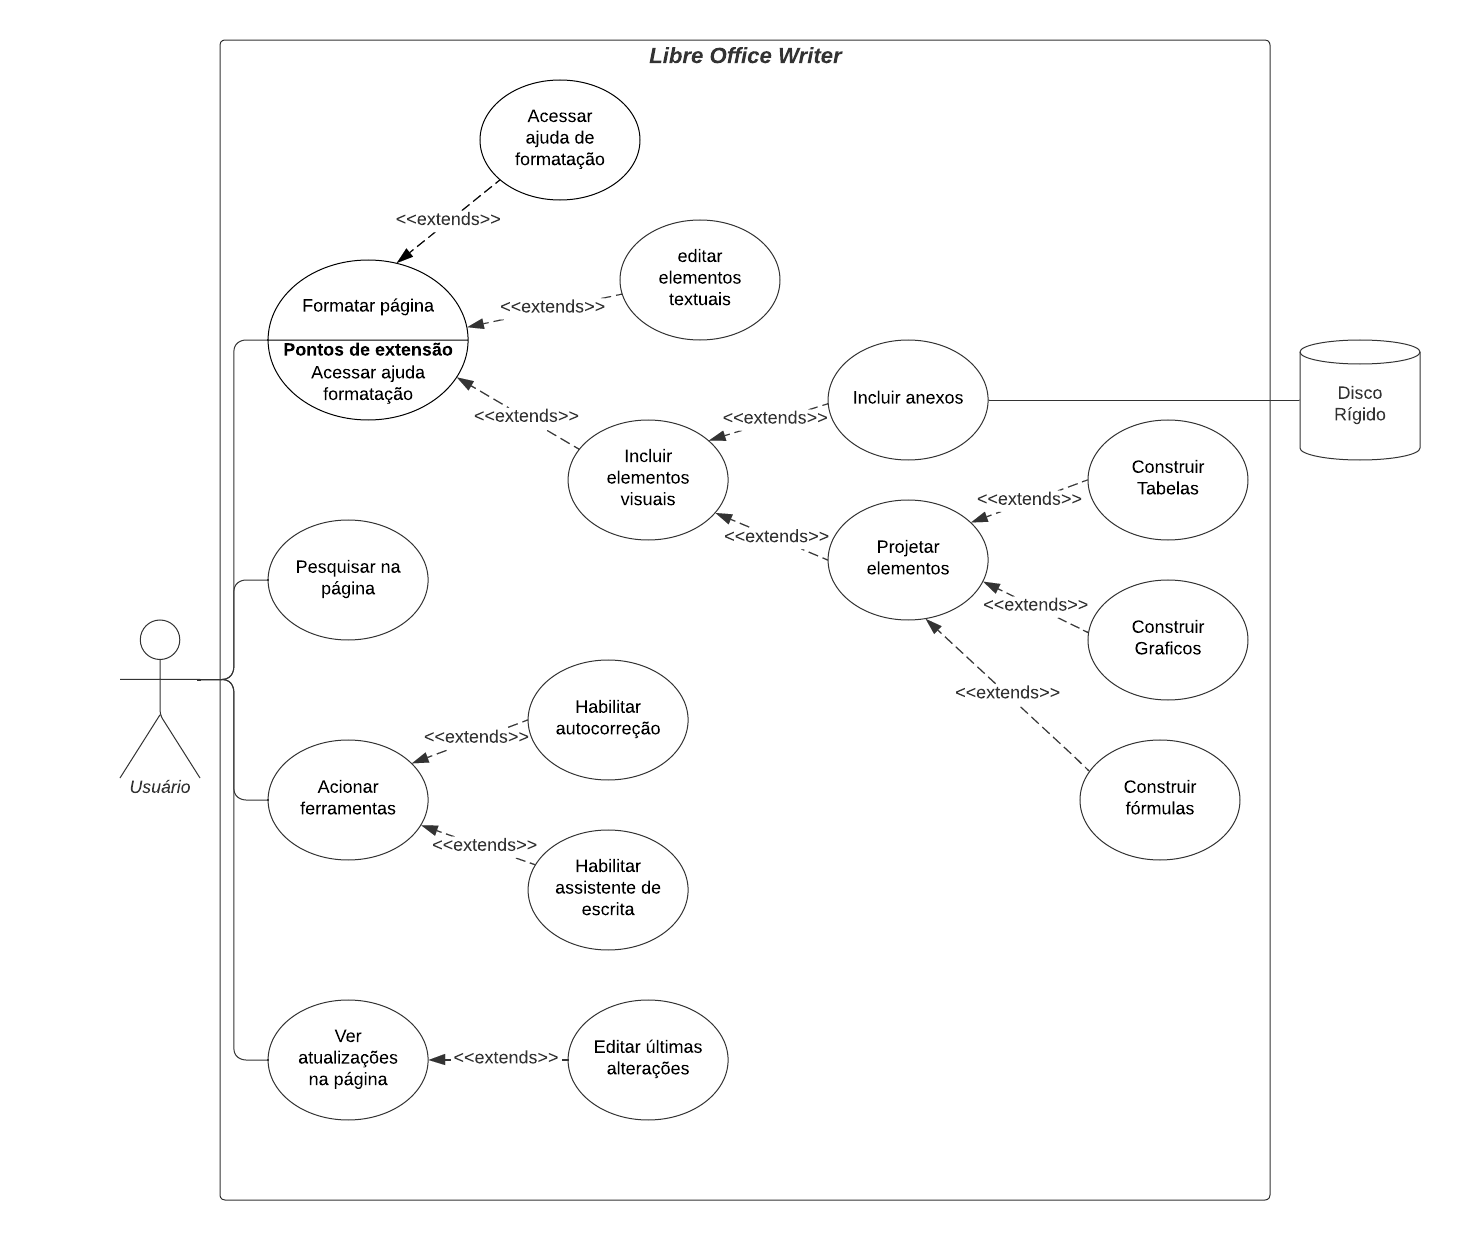 Libre Office Writer
Acessar
ajuda de
formatação
<<extends>>
editar
elementos
textuais
<<extends>>
Formatar página
Pontos de extensão
Acessar ajuda
formatação
<<extends>>
Incluir
elementos
visuais
<<extends>>
Incluir anexos
Disco
Rígido
<<extends>>
Projetar
elementos
<<extends>>
Construir
Tabelas
<<extends>>
Construir
Graficos
<<extends>>
Construir
fórmulas
Pesquisar na
página
Usuário
Acionar
ferramentas
<<extends>>
Habilitar
autocorreção
<<extends>>
Habilitar
assistente de
escrita
Ver
atualizações
na página
<<extends>>
Editar últimas
alterações